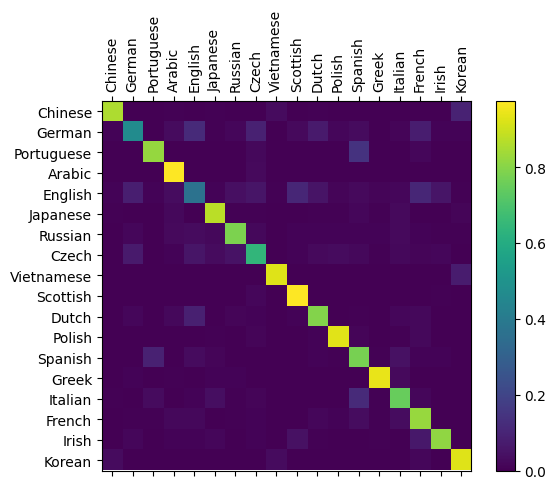 Chinese
German
Portuguese
Arabic
English
Japanese
Russian
Czech
Vietnamese
Scottish
Dutch
Polish
Spanish
Greek
Italian
French
Irish
Korean
Chinese
German
Portuguese
Arabic
English
Japanese
Russian
Czech
Vietnamese
Scottish
Dutch
Polish
Spanish
Greek
Italian
French
Irish
Korean
0.8
0.6
0.4
0.2
0.0